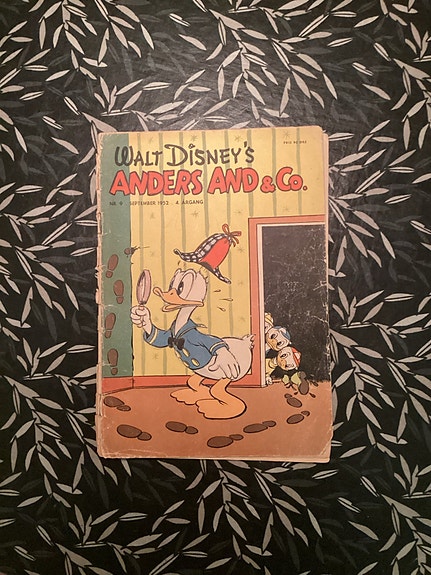 WALT DISNEY'S
ANDERS AND & Co.
NR. 9 SEPTEMBER 1952 4. ÅRGANG